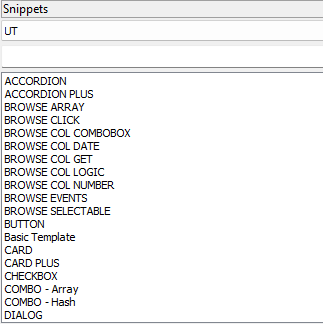 Snippets
UT
ACCORDION
ACCORDION PLUS
BROWSE ARRAY
BROWSE CLICK
BROWSE COL COMBOBOX
BROWSE COL DATE
BROWSE COL GET
BROWSE COL LOGIC
BROWSE COL NUMBER
BROWSE EVENTS
BROWSE SELECTABLE
BUTTON
Basic Template
CARD
CARD PLUS
CHECKBOX
COMBO - Array
COMBO - Hash
DIALOG